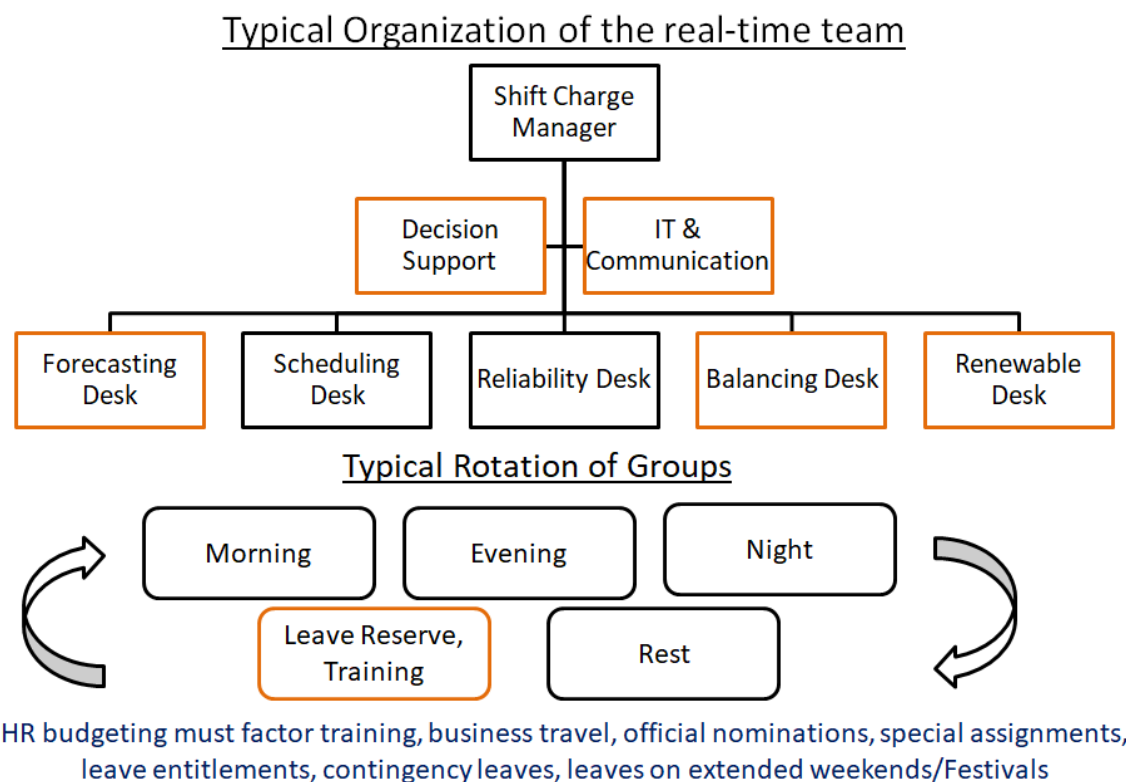 Typical Organization of the real-time team
Shift Charge
Manager
Decision
Support
IT &
Communication
Forecasting
Desk
Scheduling
Desk
Reliability Desk
Balancing Desk
Renewable
Desk
Typical Rotation of Groups
Morning
Evening
Night
Leave Reserve,
Training
Rest
HR budgeting must factor training, business travel, official nominations, special assignments,
leave entitlements, contingency leaves, leaves on extended weekends/Festivals